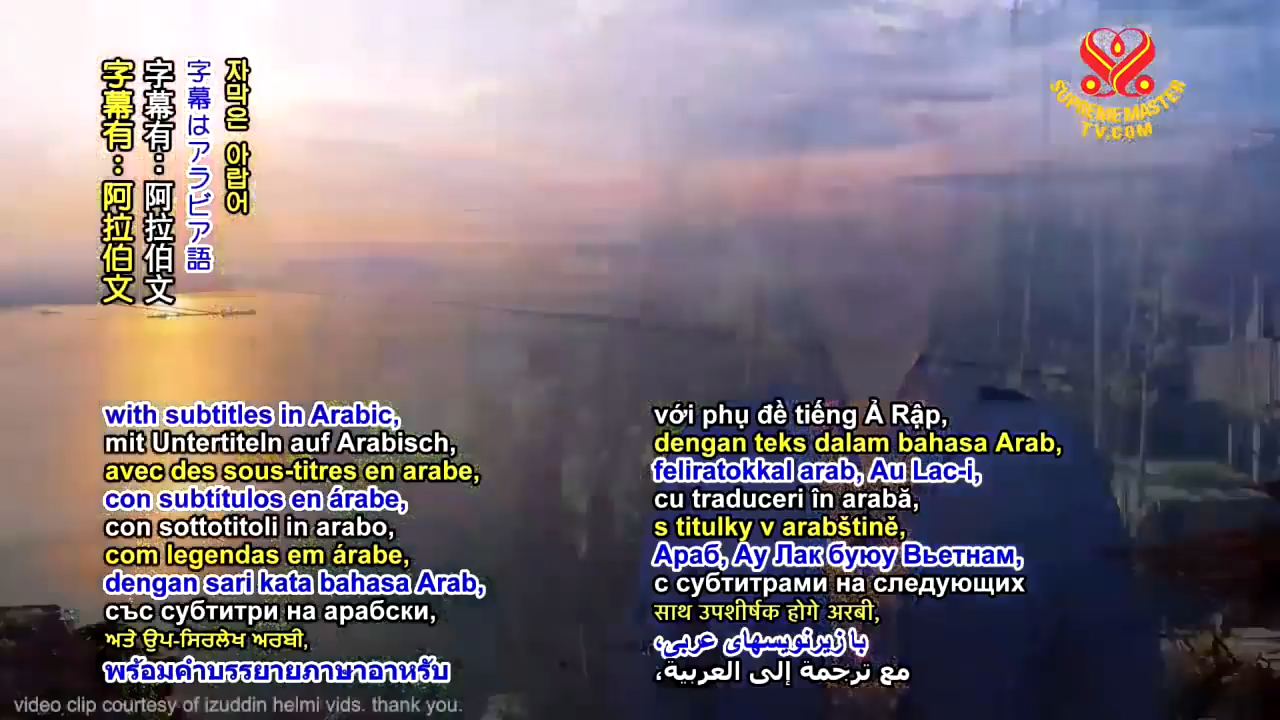 字幕有：阿拉伯文
字幕有：阿拉伯文
字幕はアラビア語
자막은 아랍어
SUPREMEMASTER
TV.COM
with subtitles in Arabic,
mit Untertiteln auf Arabisch,
avec des sous-titres en arabe,
con subtítulos en árabe,
con sottotitoli in arabo,
com legendas em árabe,
dengan sari kata bahasa Arab,
със субтитри на арабски,
ਅਤੇ ਉਪ-ਸਿਰਲੇਖ ਅਰਬੀ,
พร้อมคำบรรยายภาษาอาหรับ
với phụ đề tiếng Ả Rập,
dengan teks dalam bahasa Arab,
feliratokkal arab, Au Lac-i,
cu traduceri în arabă,
s titulky v arabštině,
Араб, Ау Лак буюу Вьетнам,
с субтитрами на следующих
साथ उपशीर्षक होगे अरबी,
با زیرنویسهای عربی،
مع ترجمة إلى العربية،
video clip courtesy of izuddin helmi vids. thank you.